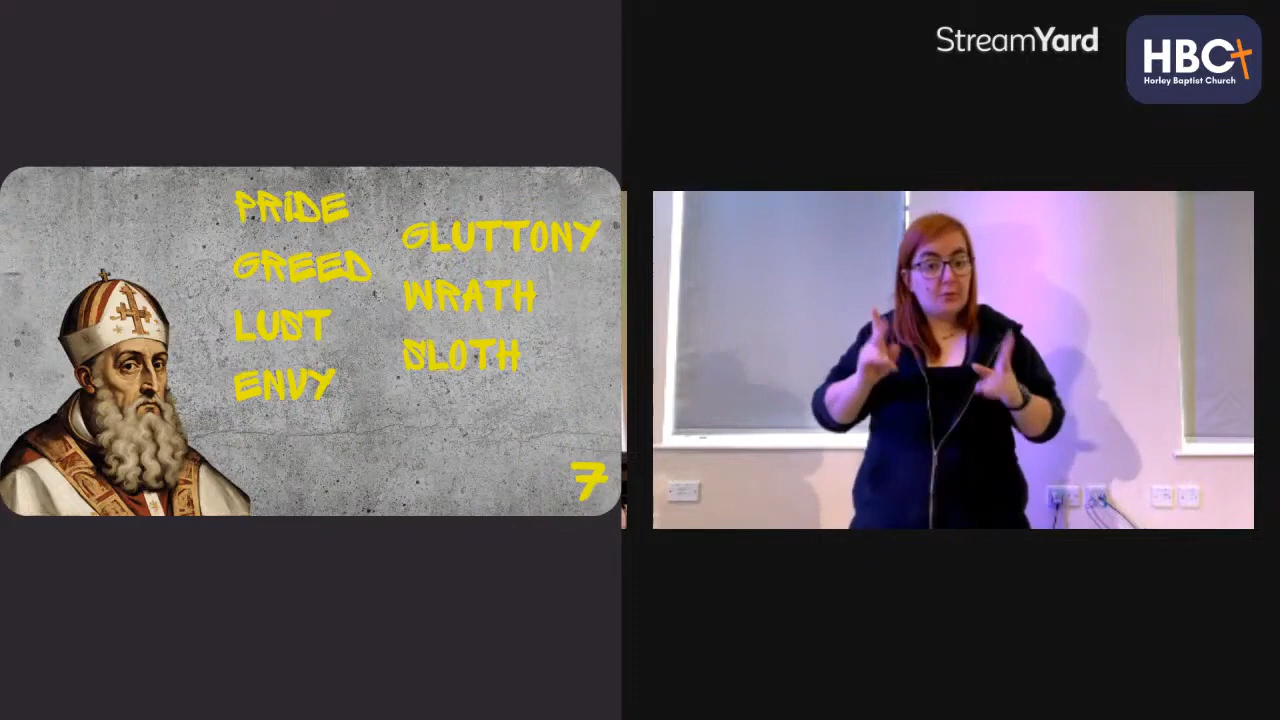 PRIDE
GREED
LUST
ENVY
GLUTTONY
WRATH
SLOTH
7
StreamYard
HBC
Horley Baptist Church